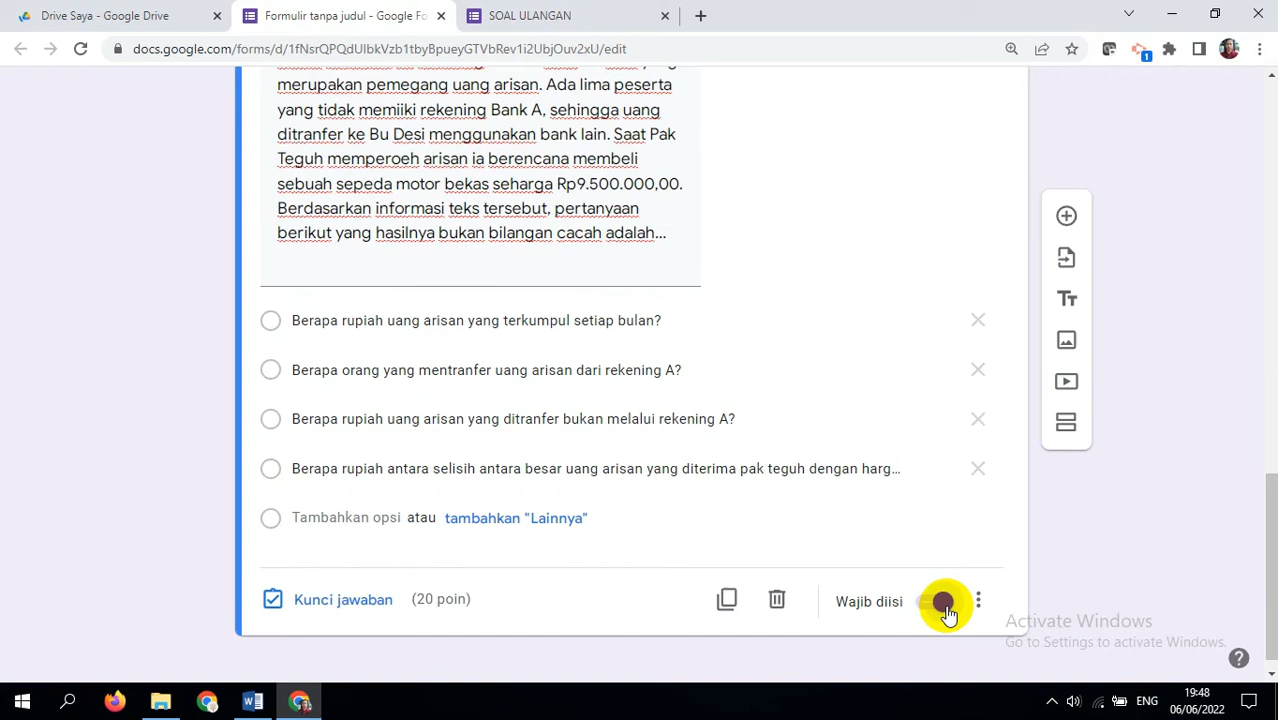 Drive Saya - Google Drive
Formulir tanpa judul - Google Fo
SOAL ULANGAN
docs.google.com/forms/d/1fNsrQPQdUlbkVzb1tbyBpueyGTVbRev1i2UbjOuv2xU/edit
1
merupakan pemegang uang arisan. Ada lima peserta
yang tidak memiiki rekening Bank A, sehingga uang
ditranfer ke Bu Desi menggunakan bank lain. Saat Pak
Teguh memperoeh arisan ia berencana membeli
sebuah sepeda motor bekas seharga Rp9.500.000,00.
Berdasarkan informasi teks tersebut, pertanyaan
berikut yang hasilnya bukan bilangan cacah adalah...
Berapa rupiah uang arisan yang terkumpul setiap bulan?
Berapa orang yang mentranfer uang arisan dari rekening A?
Berapa rupiah uang arisan yang ditranfer bukan melalui rekening A?
Berapa rupiah antara selisih antara besar uang arisan yang diterima pak teguh dengan harg...
Tambahkan opsi atau tambahkan "Lainnya"
Kunci jawaban (20 poin)
Wajib diisi
Activate Windows
Go to Settings to activate Windows.
ENG
19:48
06/06/2022